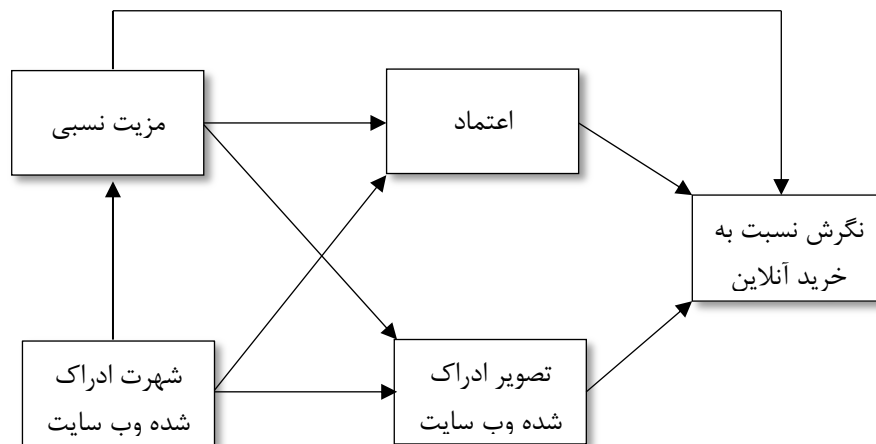 مزیت نسبی
اعتماد
نگرش نسبت به
خرید آنلاین
شهرت ادراک
شده وب سایت
تصویر ادراک
شده وب سایت